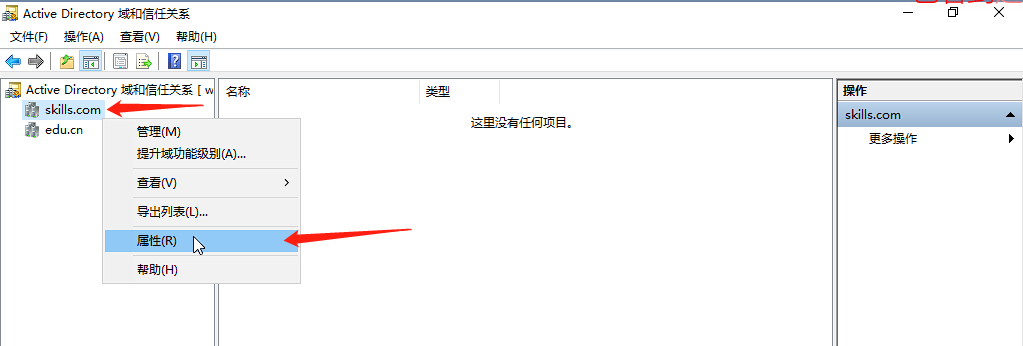 Active Directory 域和信任关系
文件(F) 操作(A) 查看(V) 帮助(H)
Active Directory 域和信任关系 [ w
名称 类型
操作
skills.com
skills.com
edu.cn
这里没有任何项目。
更多操作
管理(M)
提升域功能级别(A)...
查看(V)
导出列表(L)...
属性(R)
帮助(H)